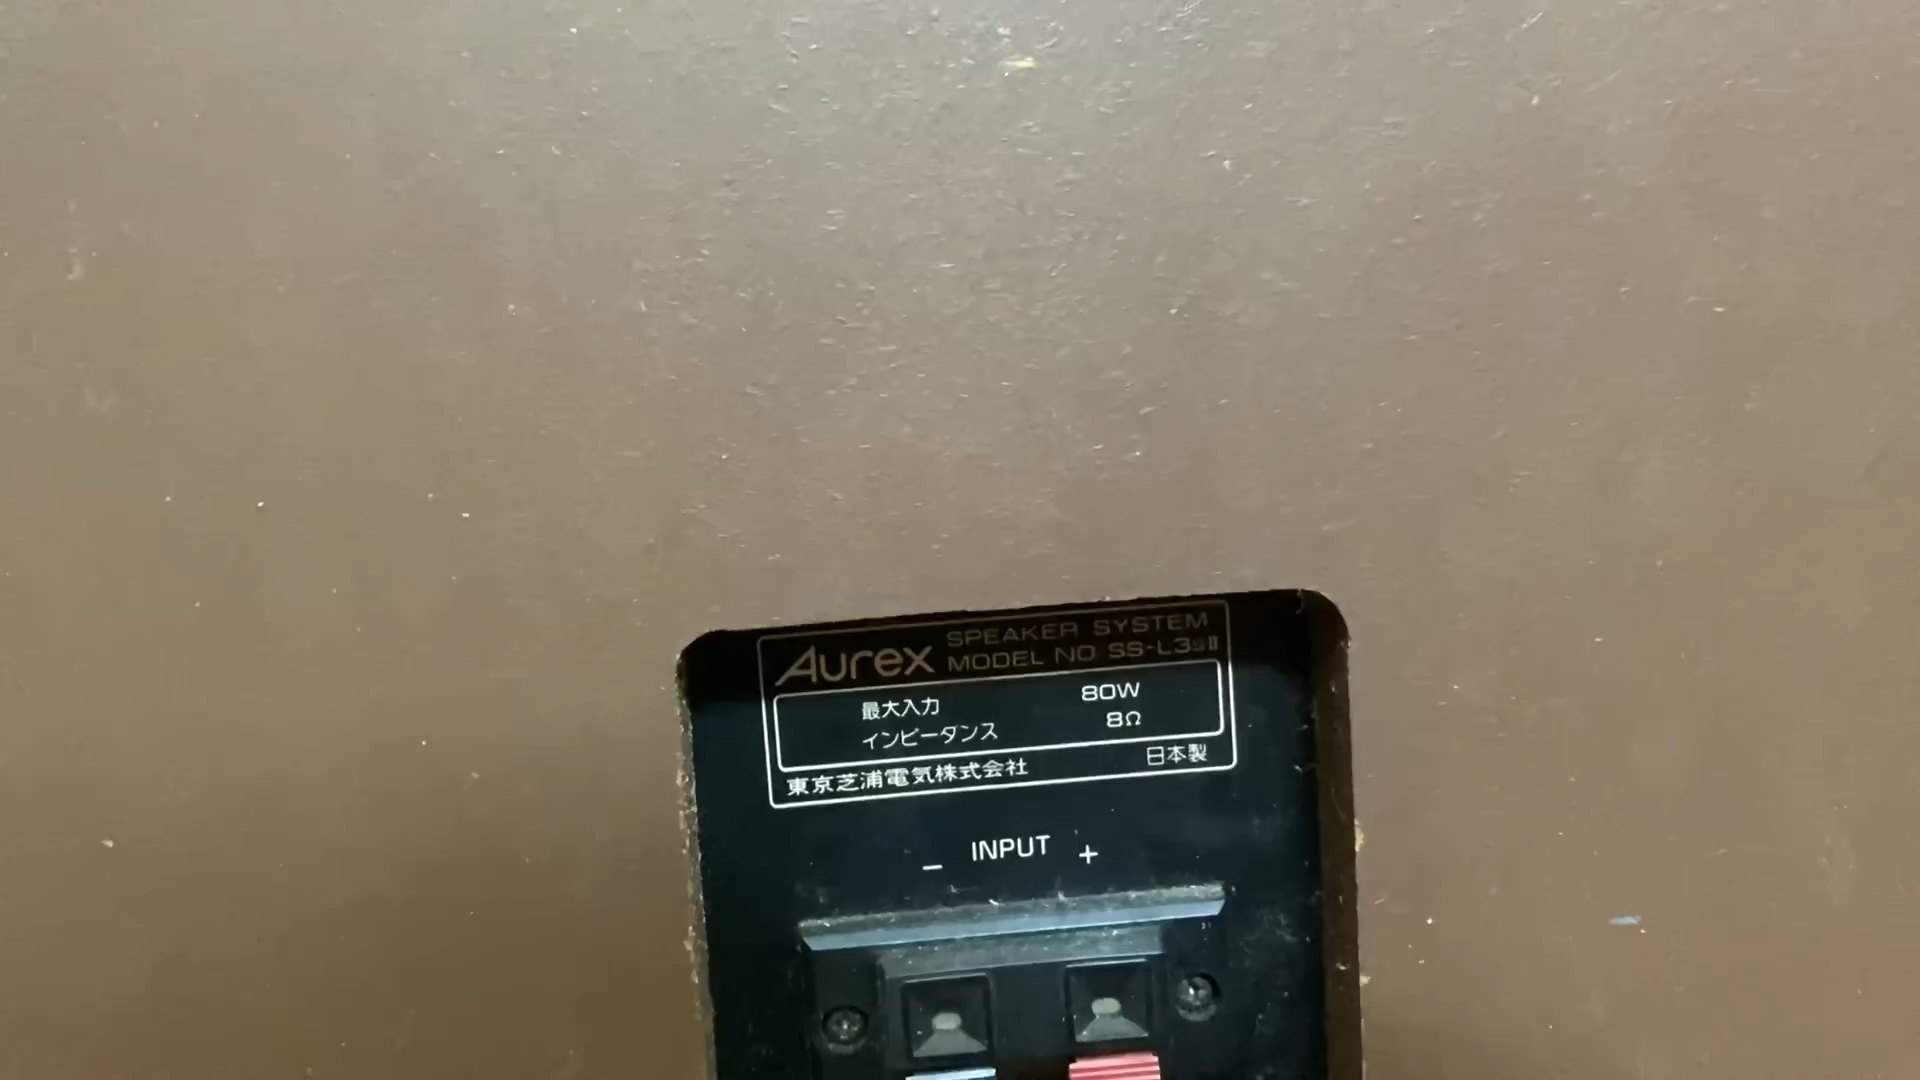 Aurex SPEAKER SYSTEM
MODEL NO SS-L3sII
最大入力 80W
インピーダンス 8Ω
東京芝浦電気株式会社 日本製
− INPUT +